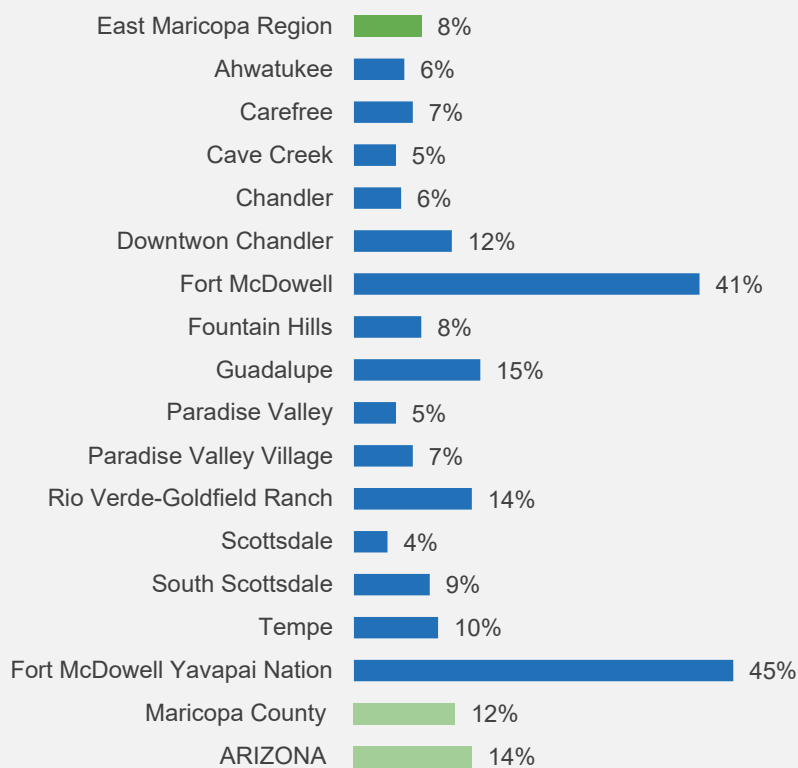 East Maricopa Region 8%
Ahwatukee 6%
Carefree 7%
Cave Creek 5%
Chandler 6%
Downtwon Chandler 12%
Fort McDowell 41%
Fountain Hills 8%
Guadalupe 15%
Paradise Valley 5%
Paradise Valley Village 7%
Rio Verde-Goldfield Ranch 14%
Scottsdale 4%
South Scottsdale 9%
Tempe 10%
Fort McDowell Yavapai Nation 45%
Maricopa County 12%
ARIZONA 14%